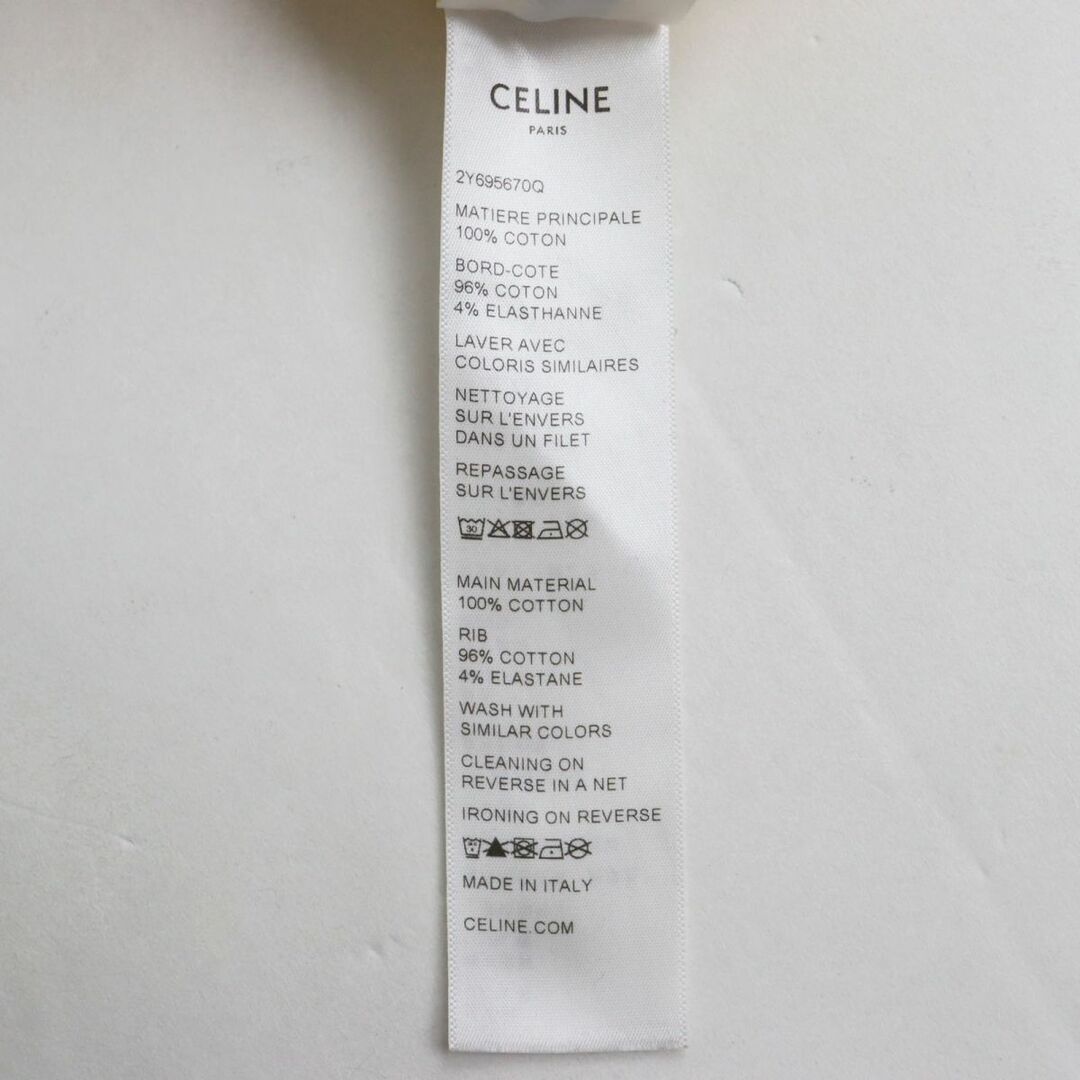 CELINE
PARIS
2Y695670Q
MATIERE PRINCIPALE
100% COTON
BORD-COTE
96% COTON
4% ELASTHANNE
LAVER AVEC
COLORIS SIMILAIRES
NETTOYAGE
SUR L'ENVERS
DANS UN FILET
REPASSAGE
SUR L'ENVERS
30
MAIN MATERIAL
100% COTTON
RIB
96% COTTON
4% ELASTANE
WASH WITH
SIMILAR COLORS
CLEANING ON
REVERSE IN A NET
IRONING ON REVERSE
MADE IN ITALY
CELINE.COM